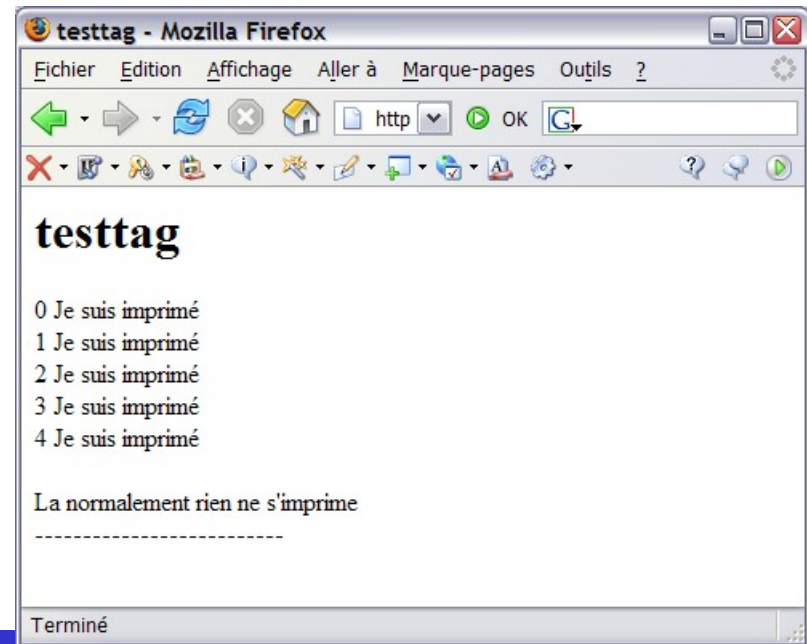 testtag - Mozilla Firefox
Fichier Edition Affichage Aller à Marque-pages Outils ?
http OK G
testtag
0 Je suis imprimé
1 Je suis imprimé
2 Je suis imprimé
3 Je suis imprimé
4 Je suis imprimé
La normalement rien ne s'imprime
--------------------------
Terminé